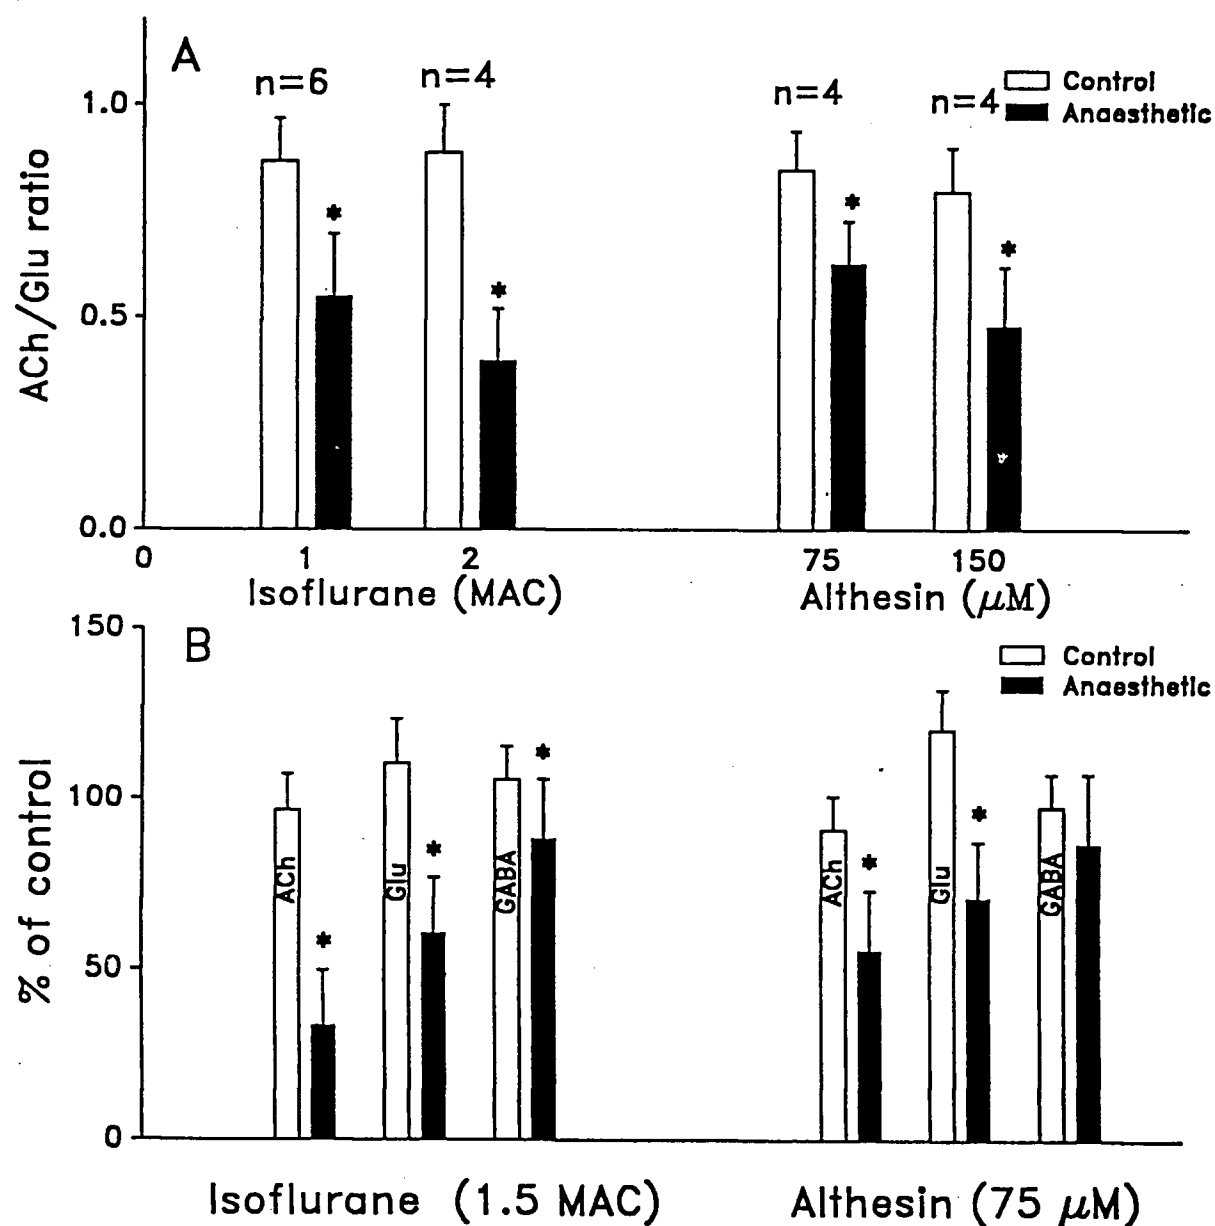 A
n=6
n=4
n=4
n=4
Control
Anaesthetic
ACh/Glu ratio
1.0
0.5
0.0
0
1
2
75
150
Isoflurane (MAC)
Althesin (μM)
B
Control
Anaesthetic
% of control
150
100
50
0
ACh
Glu
GABA
ACh
Glu
GABA
*
*
*
*
*
*
*
*
*
Isoflurane (1.5 MAC)
Althesin (75 μM)